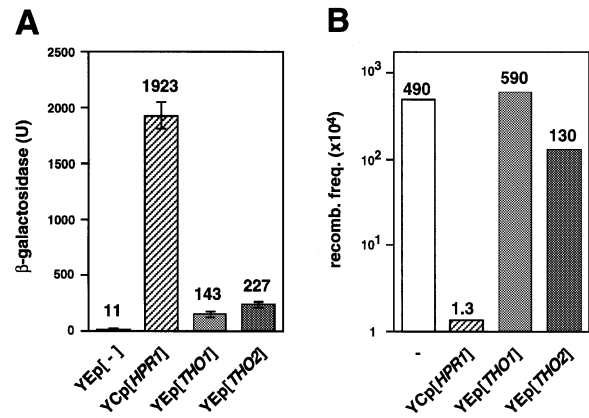 A
B
β-galactosidase (U)
2500
2000
1500
1000
500
0
11
1923
143
227
YEp[ - ]
YCp[HPR1]
YEp[THO1]
YEp[THO2]
recomb. freq. (x10⁴)
10³
10²
10¹
1
490
1.3
590
130
-
YCp[HPR1]
YEp[THO1]
YEp[THO2]